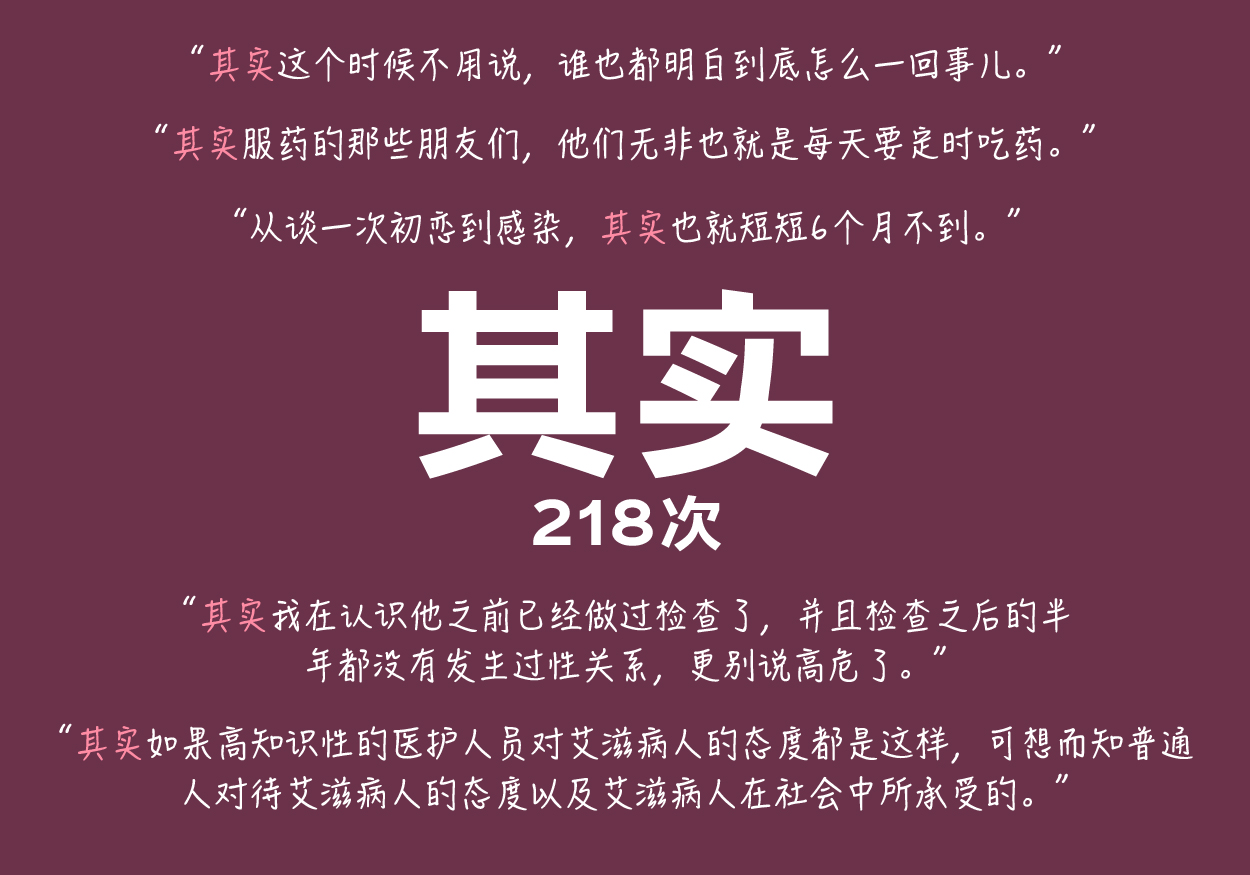 “其实这个时候不用说，谁也都明白到底怎么一回事儿。”
“其实服药的那些朋友们，他们无非也就是每天要定时吃药。”
“从谈一次初恋到感染，其实也就短短6个月不到。”
其实
218次
“其实我在认识他之前已经做过检查了，并且检查之后的半
年都没有发生过性关系，更别说高危了。”
“其实如果高知识性的医护人员对艾滋病人的态度都是这样，可想而知普通
人对待艾滋病人的态度以及艾滋病人在社会中所承受的。”